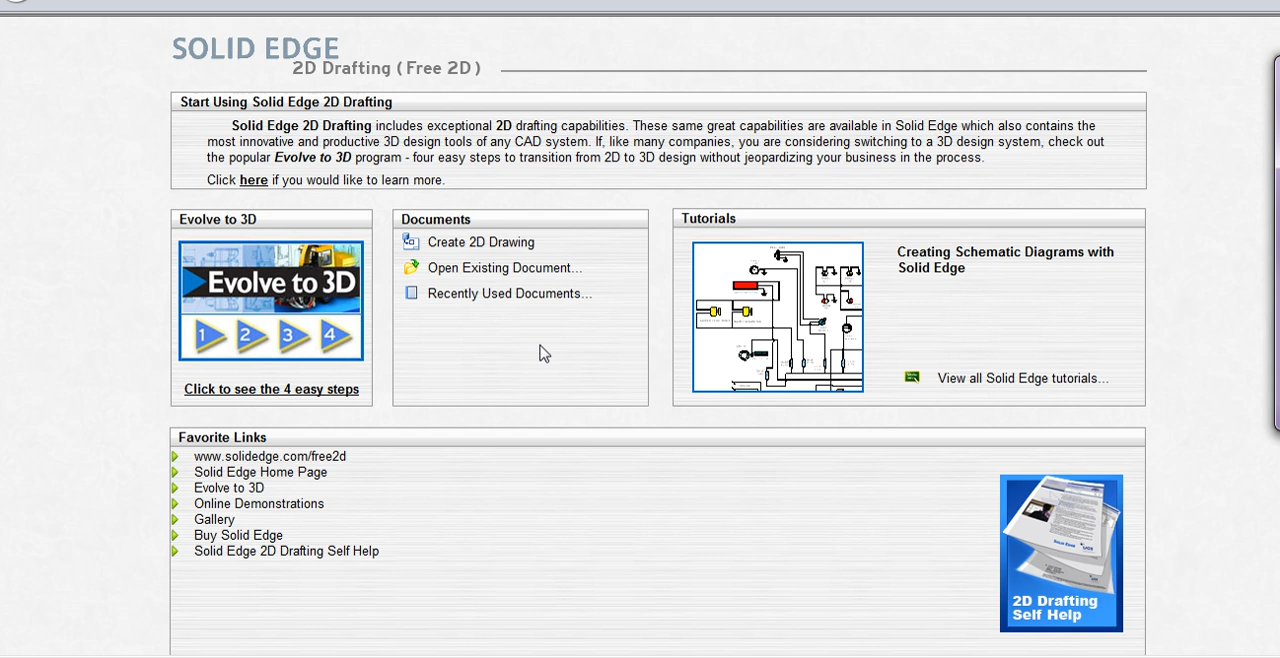 SOLID EDGE
2D Drafting ( Free 2D )
Start Using Solid Edge 2D Drafting
Solid Edge 2D Drafting includes exceptional 2D drafting capabilities. These same great capabilities are available in Solid Edge which also contains the
most innovative and productive 3D design tools of any CAD system. If, like many companies, you are considering switching to a 3D design system, check out
the popular Evolve to 3D program - four easy steps to transition from 2D to 3D design without jeopardizing your business in the process.
Click here if you would like to learn more.
Evolve to 3D
Evolve to 3D
1 2 3 4
Click to see the 4 easy steps
Documents
Create 2D Drawing
Open Existing Document...
Recently Used Documents...
Tutorials
Creating Schematic Diagrams with
Solid Edge
View all Solid Edge tutorials...
Favorite Links
www.solidedge.com/free2d
Solid Edge Home Page
Evolve to 3D
Online Demonstrations
Gallery
Buy Solid Edge
Solid Edge 2D Drafting Self Help
2D Drafting
Self Help